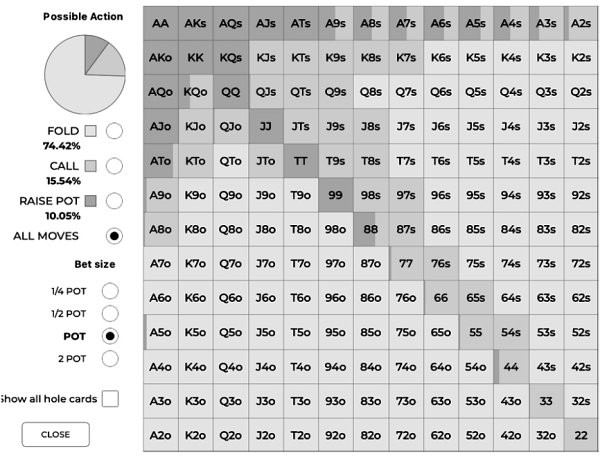 Possible Action
FOLD
74.42%
CALL
15.54%
RAISE POT
10.05%
ALL MOVES
Bet size
1/4 POT
1/2 POT
POT
2 POT
Show all hole cards
CLOSE
AA AKs AQs AJs ATs A9s A8s A7s A6s A5s A4s A3s A2s
AKo KK KQs KJs KTs K9s K8s K7s K6s K5s K4s K3s K2s
AQo KQo QQ QJs QTs Q9s Q8s Q7s Q6s Q5s Q4s Q3s Q2s
AJo KJo QJo JJ JTs J9s J8s J7s J6s J5s J4s J3s J2s
ATo KTo QTo JTo TT T9s T8s T7s T6s T5s T4s T3s T2s
A9o K9o Q9o J9o T9o 99 98s 97s 96s 95s 94s 93s 92s
A8o K8o Q8o J8o T8o 98o 88 87s 86s 85s 84s 83s 82s
A7o K7o Q7o J7o T7o 97o 87o 77 76s 75s 74s 73s 72s
A6o K6o Q6o J6o T6o 96o 86o 76o 66 65s 64s 63s 62s
A5o K5o Q5o J5o T5o 95o 85o 75o 65o 55 54s 53s 52s
A4o K4o Q4o J4o T4o 94o 84o 74o 64o 54o 44 43s 42s
A3o K3o Q3o J3o T3o 93o 83o 73o 63o 53o 43o 33 32s
A2o K2o Q2o J2o T2o 92o 82o 72o 62o 52o 42o 32o 22